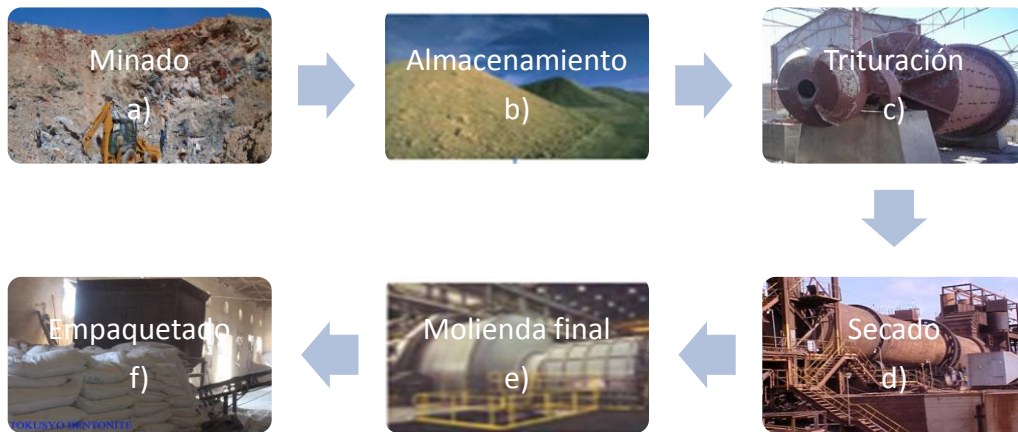 Minado
a)
Almacenamiento
b)
Trituración
c)
Secado
d)
Molienda final
e)
Empaquetado
f)
TOKUSYO BENTONITE